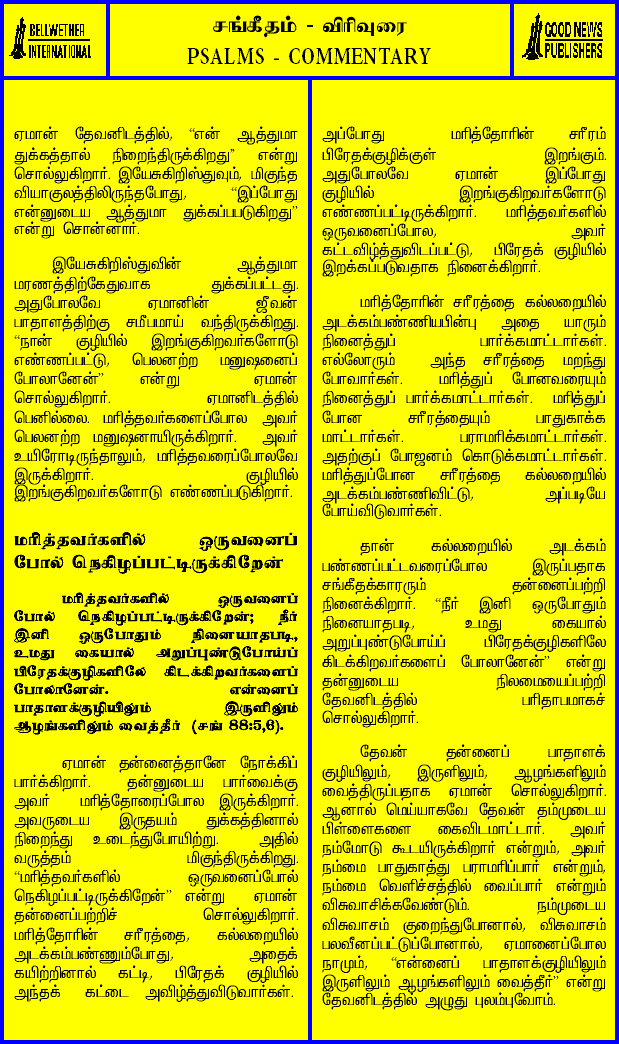 BELLWETHER
INTERNATIONAL
சங்கீதம் - விரிவுரை
PSALMS - COMMENTARY
GOOD NEWS
PUBLISHERS
ஏமான் தேவனிடத்தில், “என் ஆத்துமா
துக்கத்தால் நிறைந்திருக்கிறது” என்று
சொல்லுகிறார். இயேசுகிறிஸ்துவும், மிகுந்த
வியாகுலத்திலிருந்தபோது, “இப்போது
என்னுடைய ஆத்துமா துக்கப்படுகிறது”
என்று சொன்னார்.
இயேசுகிறிஸ்துவின் ஆத்துமா
மரணத்திற்கேதுவாக துக்கப்பட்டது.
அதுபோலவே ஏமானின் ஜீவன்
பாதாளத்திற்கு சமீபமாய் வந்திருக்கிறது.
“நான் குழியில் இறங்குகிறவர்களோடு
எண்ணப்பட்டு, பெலனற்ற மனுஷனைப்
போலானேன்” என்று ஏமான்
சொல்லுகிறார். ஏமானிடத்தில்
பெனில்லை. மரித்தவர்களைப்போல அவர்
பெலனற்ற மனுஷனாயிருக்கிறார். அவர்
உயிரோடிருந்தாலும், மரித்தவரைப்போலவே
இருக்கிறார். குழியில்
இறங்குகிறவர்களோடு எண்ணப்படுகிறார்.
மரித்தவர்களில் ஒருவனைப்
போல் நெகிழப்பட்டிருக்கிறேன்
மரித்தவர்களில் ஒருவனைப்
போல் நெகிழப்பட்டிருக்கிறேன்; நீர்
இனி ஒருபோதும் நினையாதபடி,
உமது கையால் அறுப்புண்டுபோய்ப்
பிரேதக்குழிகளிலே கிடக்கிறவர்களைப்
போலானேன். என்னைப்
பாதாளக்குழியிலும் இருளிலும்
ஆழங்களிலும் வைத்தீர் (சங் 88:5,6).
ஏமான் தன்னைத்தானே நோக்கிப்
பார்க்கிறார். தன்னுடைய பார்வைக்கு
அவர் மரித்தோரைப்போல இருக்கிறார்.
அவருடைய இருதயம் துக்கத்தினால்
நிறைந்து உடைந்துபோயிற்று. அதில்
வருத்தம் மிகுந்திருக்கிறது.
“மரித்தவர்களில் ஒருவனைப்போல்
நெகிழப்பட்டிருக்கிறேன்” என்று ஏமான்
தன்னைப்பற்றிச் சொல்லுகிறார்.
மரித்தோரின் சரீரத்தை, கல்லறையில்
அடக்கம்பண்ணும்போது, அதைக்
கயிற்றினால் கட்டி, பிரேதக் குழியில்
அந்தக் கட்டை அவிழ்த்துவிடுவார்கள்.
அப்போது மரித்தோரின் சரீரம்
பிரேதக்குழிக்குள் இறங்கும்.
அதுபோலவே ஏமான் இப்போது
குழியில் இறங்குகிறவர்களோடு
எண்ணப்பட்டிருக்கிறார். மரித்தவர்களில்
ஒருவனைப்போல, அவர்
கட்டவிழ்த்துவிடப்பட்டு, பிரேதக் குழியில்
இறக்கப்படுவதாக நினைக்கிறார்.
மரித்தோரின் சரீரத்தை கல்லறையில்
அடக்கம்பண்ணியபின்பு அதை யாரும்
நினைத்துப் பார்க்கமாட்டார்கள்.
எல்லோரும் அந்த சரீரத்தை மறந்து
போவார்கள். மரித்துப் போனவரையும்
நினைத்துப் பார்க்கமாட்டார்கள். மரித்துப்
போன சரீரத்தையும் பாதுகாக்க
மாட்டார்கள். பராமரிக்கமாட்டார்கள்.
அதற்குப் போஜனம் கொடுக்கமாட்டார்கள்.
மரித்துப்போன சரீரத்தை கல்லறையில்
அடக்கம்பண்ணிவிட்டு, அப்படியே
போய்விடுவார்கள்.
தான் கல்லறையில் அடக்கம்
பண்ணப்பட்டவரைப்போல இருப்பதாக
சங்கீதக்காரரும் தன்னைப்பற்றி
நினைக்கிறார். “நீர் இனி ஒருபோதும்
நினையாதபடி, உமது கையால்
அறுப்புண்டுபோய்ப் பிரேதக்குழிகளிலே
கிடக்கிறவர்களைப் போலானேன்” என்று
தன்னுடைய நிலமையைப்பற்றி
தேவனிடத்தில் பரிதாபமாகச்
சொல்லுகிறார்.
தேவன் தன்னைப் பாதாளக்
குழியிலும், இருளிலும், ஆழங்களிலும்
வைத்திருப்பதாக ஏமான் சொல்லுகிறார்.
ஆனால் மெய்யாகவே தேவன் தம்முடைய
பிள்ளைகளை கைவிடமாட்டார். அவர்
நம்மோடு கூடயிருக்கிறார் என்றும், அவர்
நம்மை பாதுகாத்து பராமரிப்பார் என்றும்,
நம்மை வெளிச்சத்தில் வைப்பார் என்றும்
விசுவாசிக்கவேண்டும். நம்முடைய
விசுவாசம் குறைந்துபோனால், விசுவாசம்
பலவீனப்பட்டுப்போனால், ஏமானைப்போல
நாமும், “என்னைப் பாதாளக்குழியிலும்
இருளிலும் ஆழங்களிலும் வைத்தீர்” என்று
தேவனிடத்தில் அழுது புலம்புவோம்.